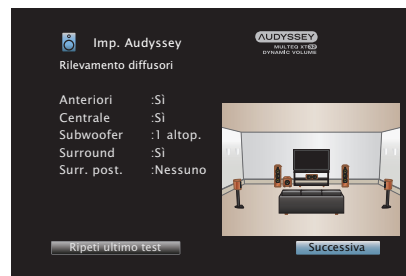 Imp. Audyssey
AUDYSSEY
MULTEQ XT32
DYNAMIC VOLUME
Rilevamento diffusori
Anteriori :Sì
Centrale :Sì
Subwoofer :1 altop.
Surround :Sì
Surr. post. :Nessuno
Ripeti ultimo test
Successiva